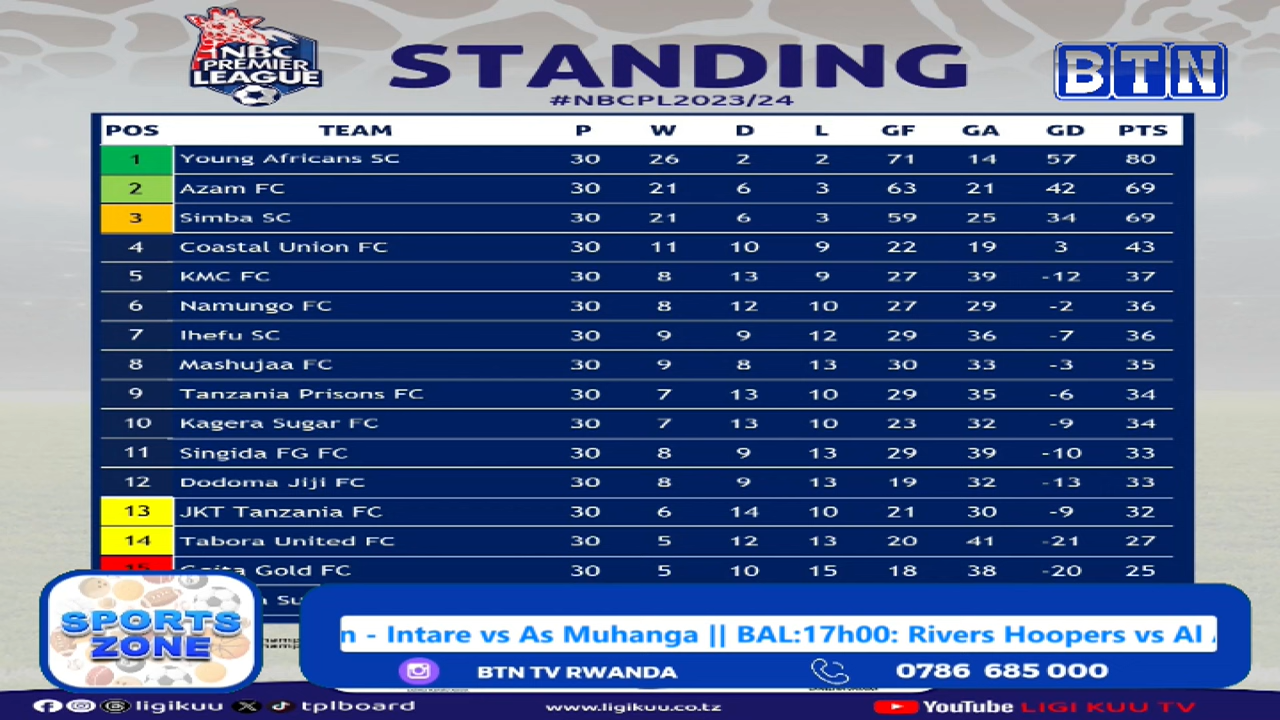 NBC
PREMIER
LEAGUE
STANDING
#NBCPL2023/24
BTN
POS TEAM P W D L GF GA GD PTS
1 Young Africans SC 30 26 2 2 71 14 57 80
2 Azam FC 30 21 6 3 63 21 42 69
3 Simba SC 30 21 6 3 59 25 34 69
4 Coastal Union FC 30 11 10 9 22 19 3 43
5 KMC FC 30 8 13 9 27 39 -12 37
6 Namungo FC 30 8 12 10 27 29 -2 36
7 Ihefu SC 30 9 9 12 29 36 -7 36
8 Mashujaa FC 30 9 8 13 30 33 -3 35
9 Tanzania Prisons FC 30 7 13 10 29 35 -6 34
10 Kagera Sugar FC 30 7 13 10 23 32 -9 34
11 Singida FG FC 30 8 9 13 29 39 -10 33
12 Dodoma Jiji FC 30 8 9 13 19 32 -13 33
13 JKT Tanzania FC 30 6 14 10 21 30 -9 32
14 Tabora United FC 30 5 12 13 20 41 -21 27
15 Geita Gold FC 30 5 10 15 18 38 -20 25
SPORTS
ZONE
n - Intare vs As Muhanga || BAL:17h00: Rivers Hoopers vs Al
BTN TV RWANDA 0786 685 000
ligikuu tplboard www.ligikuu.co.tz YouTube LIGI KUU TV